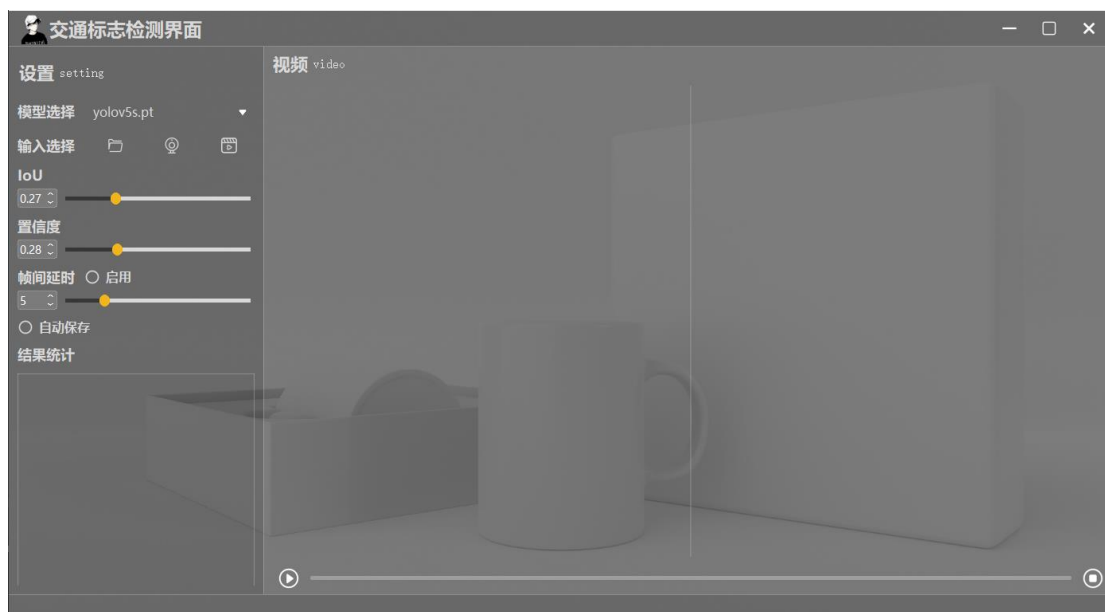 交通标志检测界面
设置 setting
模型选择 yolov5s.pt
输入选择
IoU
0.27
置信度
0.28
帧间延时 启用
5
自动保存
结果统计
视频 video